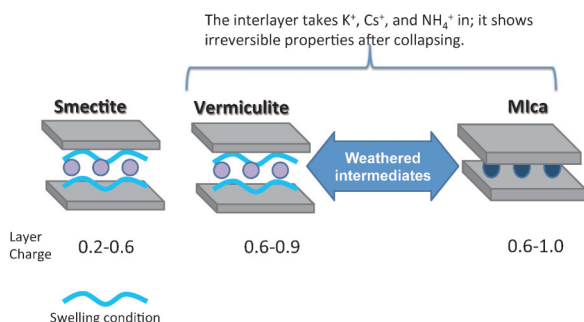 The interlayer takes K⁺, Cs⁺, and NH₄⁺ in; it shows
irreversible properties after collapsing.
Smectite
Vermiculite
MIca
Weathered
intermediates
Layer
Charge
0.2-0.6
0.6-0.9
0.6-1.0
Swelling condition